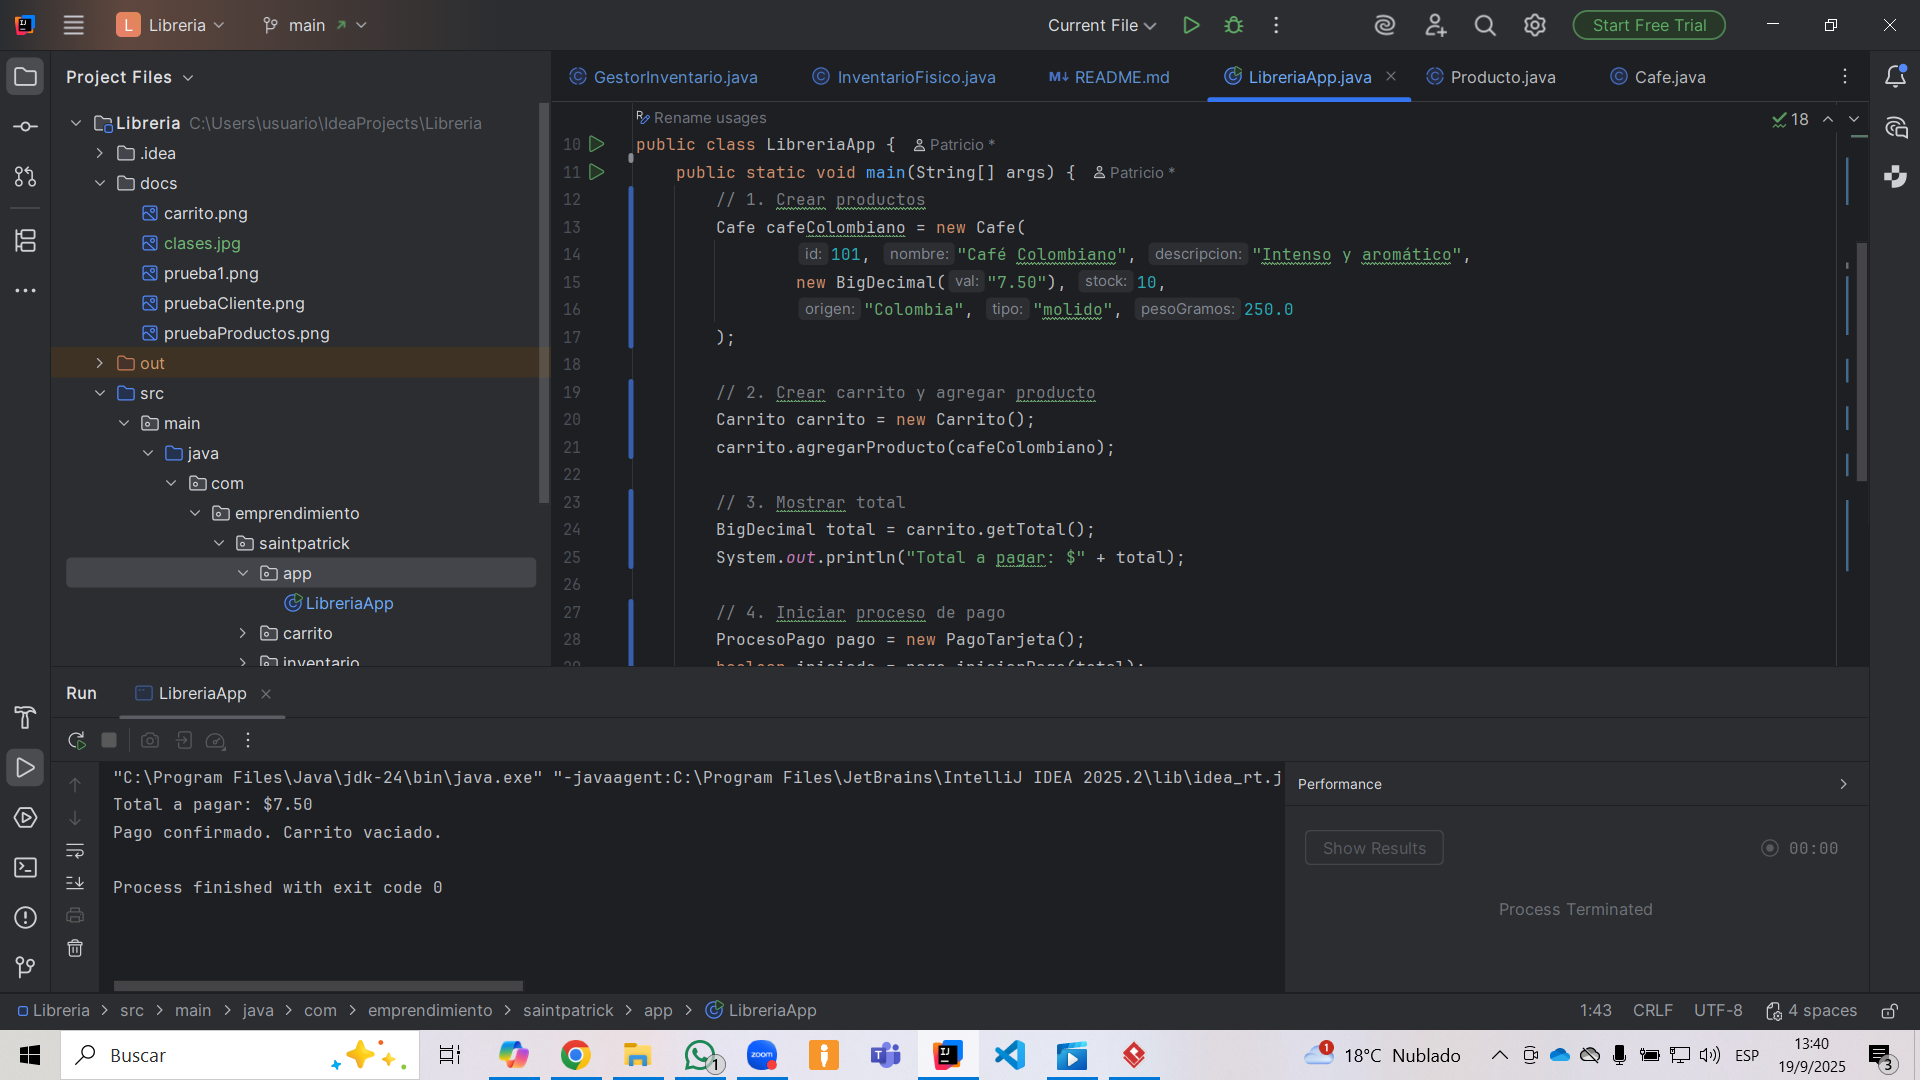 L Libreria main Current File Start Free Trial
Project Files
Libreria C:\Users\usuario\IdeaProjects\Libreria
.idea
docs
carrito.png
clases.jpg
prueba1.png
pruebaCliente.png
pruebaProductos.png
out
src
main
java
com
emprendimiento
saintpatrick
app
LibreriaApp
carrito
inventario
GestorInventario.java InventarioFisico.java README.md LibreriaApp.java Producto.java Cafe.java
Rename usages
18
10 public class LibreriaApp { Patricio *
11 public static void main(String[] args) { Patricio *
12 // 1. Crear productos
13 Cafe cafeColombiano = new Cafe(
14 id: 101, nombre: "Café Colombiano", descripcion: "Intenso y aromático",
15 new BigDecimal( val: "7.50"), stock: 10,
16 origen: "Colombia", tipo: "molido", pesoGramos: 250.0
17 );
18
19 // 2. Crear carrito y agregar producto
20 Carrito carrito = new Carrito();
21 carrito.agregarProducto(cafeColombiano);
22
23 // 3. Mostrar total
24 BigDecimal total = carrito.getTotal();
25 System.out.println("Total a pagar: $" + total);
26
27 // 4. Iniciar proceso de pago
28 ProcesoPago pago = new PagoTarjeta();
29 boolean iniciado = pago.iniciarPago(total);
Run LibreriaApp
"C:\Program Files\Java\jdk-24\bin\java.exe" "-javaagent:C:\Program Files\JetBrains\IntelliJ IDEA 2025.2\lib\idea_rt.j
Total a pagar: $7.50
Pago confirmado. Carrito vaciado.
Process finished with exit code 0
Performance
Show Results 00:00
Process Terminated
Libreria > src > main > java > com > emprendimiento > saintpatrick > app > LibreriaApp 1:43 CRLF UTF-8 4 spaces
Buscar
1
zoom
1 18°C Nublado ESP
13:40
19/9/2025
3